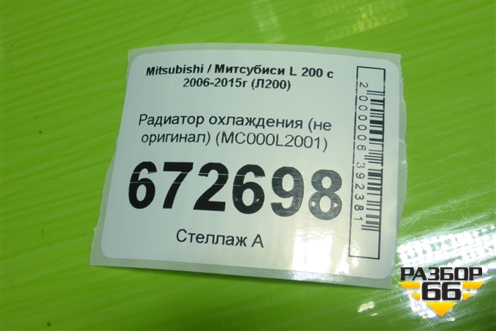 Mitsubishi / Митсубиси L 200 с
2006-2015г (Л200)
Радиатор охлаждения (не
оригинал) (MC000L2001)
672698
Стеллаж А
2000006392381
РАЗБОР
66